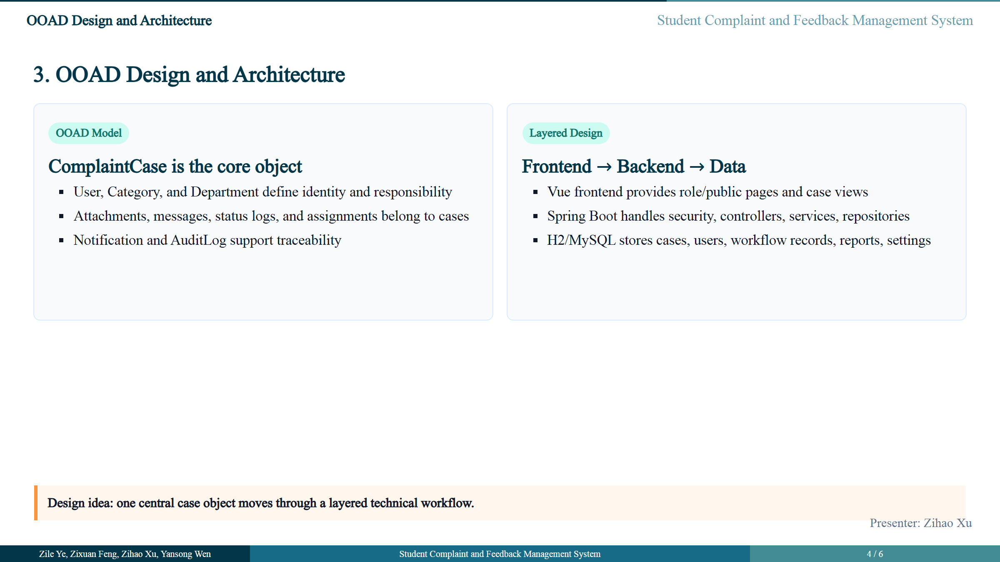 OOAD Design and Architecture
Student Complaint and Feedback Management System
3. OOAD Design and Architecture
OOAD Model
ComplaintCase is the core object
▪ User, Category, and Department define identity and responsibility
▪ Attachments, messages, status logs, and assignments belong to cases
▪ Notification and AuditLog support traceability
Layered Design
Frontend → Backend → Data
▪ Vue frontend provides role/public pages and case views
▪ Spring Boot handles security, controllers, services, repositories
▪ H2/MySQL stores cases, users, workflow records, reports, settings
Design idea: one central case object moves through a layered technical workflow.
Presenter: Zihao Xu
Zile Ye, Zixuan Feng, Zihao Xu, Yansong Wen
Student Complaint and Feedback Management System
4 / 6